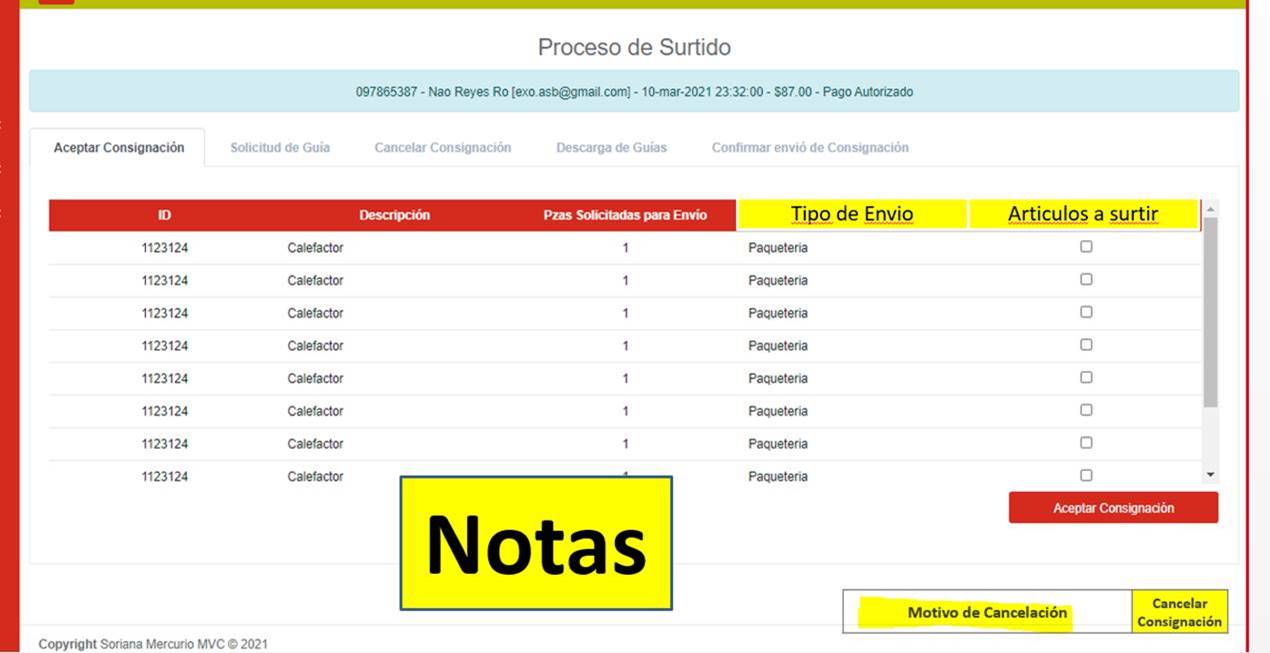 Proceso de Surtido
097865387 - Nao Reyes Ro [exo.asb@gmail.com] - 10-mar-2021 23:32:00 - $87.00 - Pago Autorizado
Aceptar Consignación Solicitud de Guía Cancelar Consignación Descarga de Guías Confirmar envió de Consignación
ID Descripción Pzas Solicitadas para Envío Tipo de Envio Articulos a surtir
1123124 Calefactor 1 Paqueteria
1123124 Calefactor 1 Paqueteria
1123124 Calefactor 1 Paqueteria
1123124 Calefactor 1 Paqueteria
1123124 Calefactor 1 Paqueteria
1123124 Calefactor 1 Paqueteria
1123124 Calefactor 1 Paqueteria
1123124 Calefactor Paqueteria
Aceptar Consignación
Notas
Motivo de Cancelación
Cancelar
Consignación
Copyright Soriana Mercurio MVC © 2021